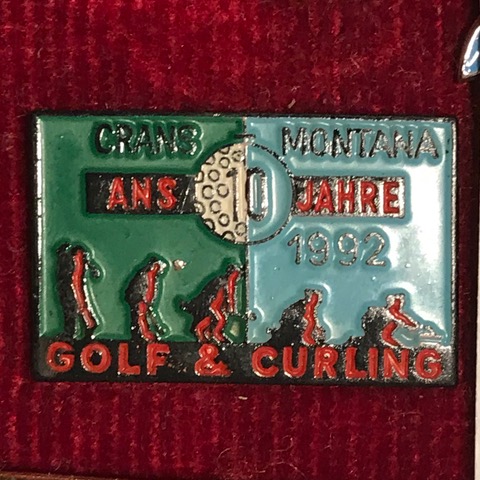 CRANS MONTANA
ANS 10 JAHRE
1992
GOLF & CURLING